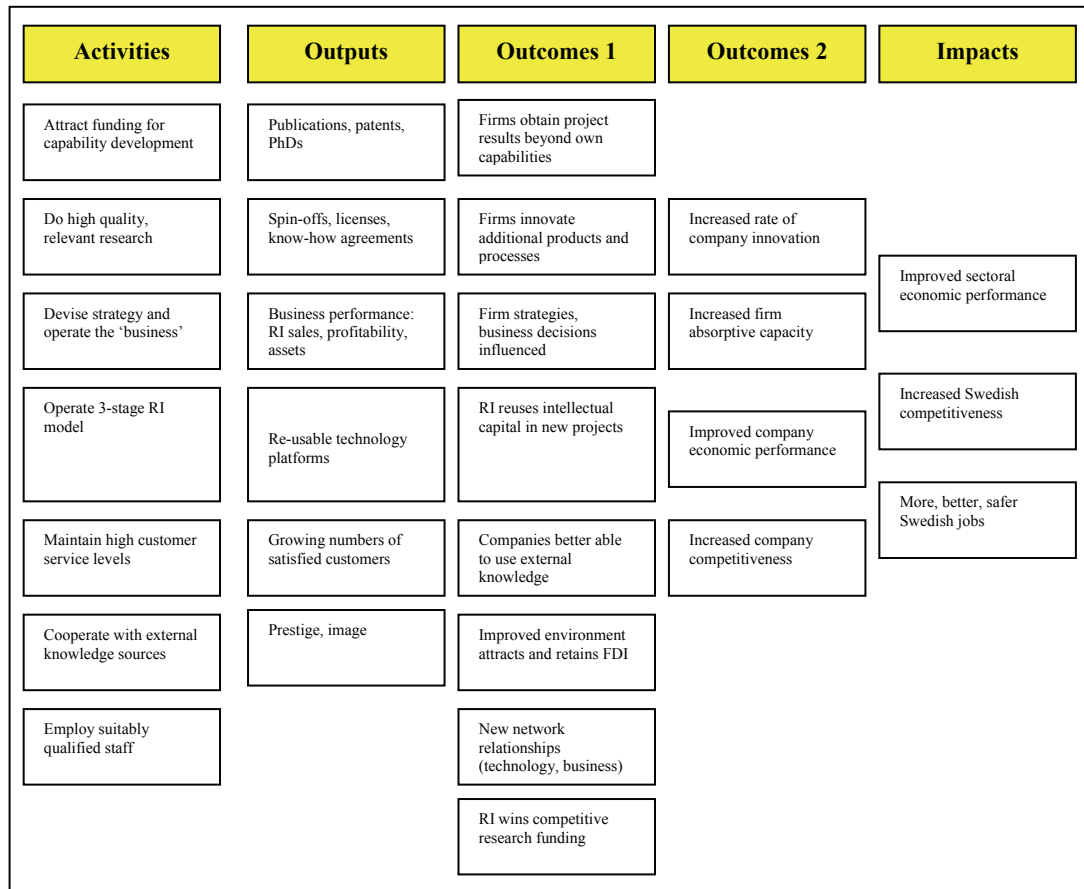 Activities
Attract funding for
capability development
Do high quality,
relevant research
Devise strategy and
operate the ‘business’
Operate 3-stage RI
model
Maintain high customer
service levels
Cooperate with external
knowledge sources
Employ suitably
qualified staff
Outputs
Publications, patents,
PhDs
Spin-offs, licenses,
know-how agreements
Business performance:
RI sales, profitability,
assets
Re-usable technology
platforms
Growing numbers of
satisfied customers
Prestige, image
Outcomes 1
Firms obtain project
results beyond own
capabilities
Firms innovate
additional products and
processes
Firm strategies,
business decisions
influenced
RI reuses intellectual
capital in new projects
Companies better able
to use external
knowledge
Improved environment
attracts and retains FDI
New network
relationships
(technology, business)
RI wins competitive
research funding
Outcomes 2
Increased rate of
company innovation
Increased firm
absorptive capacity
Improved company
economic performance
Increased company
competitiveness
Impacts
Improved sectoral
economic performance
Increased Swedish
competitiveness
More, better, safer
Swedish jobs